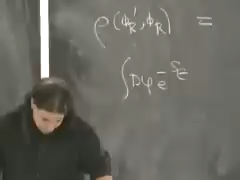 ρ(ϕ'_R, ϕ_R) =
∫Dφ e^{-S_E}